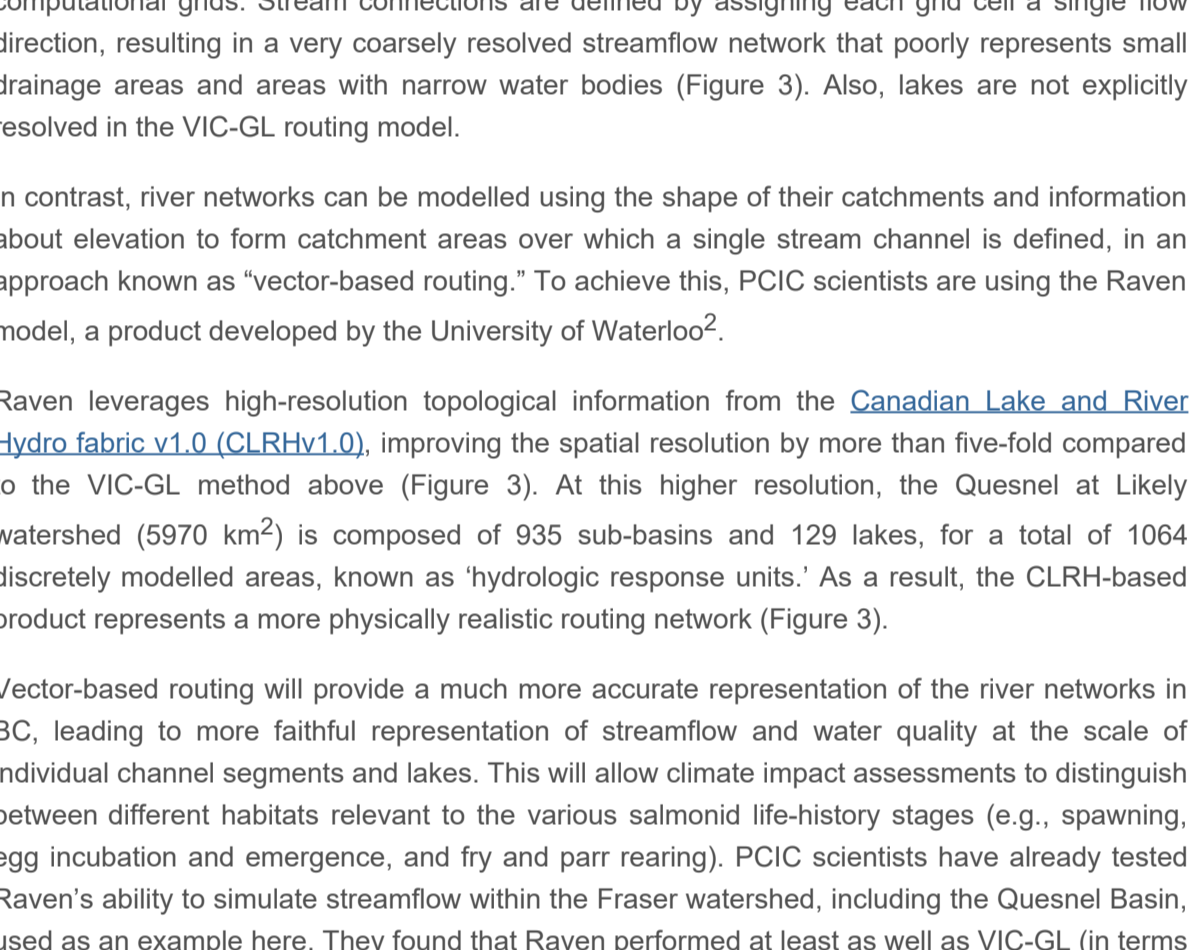 computational grids. Stream connections are defined by assigning each grid cell a single flow
direction, resulting in a very coarsely resolved streamflow network that poorly represents small
drainage areas and areas with narrow water bodies (Figure 3). Also, lakes are not explicitly
resolved in the VIC-GL routing model.
In contrast, river networks can be modelled using the shape of their catchments and information
about elevation to form catchment areas over which a single stream channel is defined, in an
approach known as “vector-based routing.” To achieve this, PCIC scientists are using the Raven
model, a product developed by the University of Waterloo2.
Raven leverages high-resolution topological information from the Canadian Lake and River
Hydro fabric v1.0 (CLRHv1.0), improving the spatial resolution by more than five-fold compared
to the VIC-GL method above (Figure 3). At this higher resolution, the Quesnel at Likely
watershed (5970 km2) is composed of 935 sub-basins and 129 lakes, for a total of 1064
discretely modelled areas, known as ‘hydrologic response units.’ As a result, the CLRH-based
product represents a more physically realistic routing network (Figure 3).
Vector-based routing will provide a much more accurate representation of the river networks in
BC, leading to more faithful representation of streamflow and water quality at the scale of
individual channel segments and lakes. This will allow climate impact assessments to distinguish
between different habitats relevant to the various salmonid life-history stages (e.g., spawning,
egg incubation and emergence, and fry and parr rearing). PCIC scientists have already tested
Raven’s ability to simulate streamflow within the Fraser watershed, including the Quesnel Basin,
used as an example here. They found that Raven performed at least as well as VIC-GL (in terms